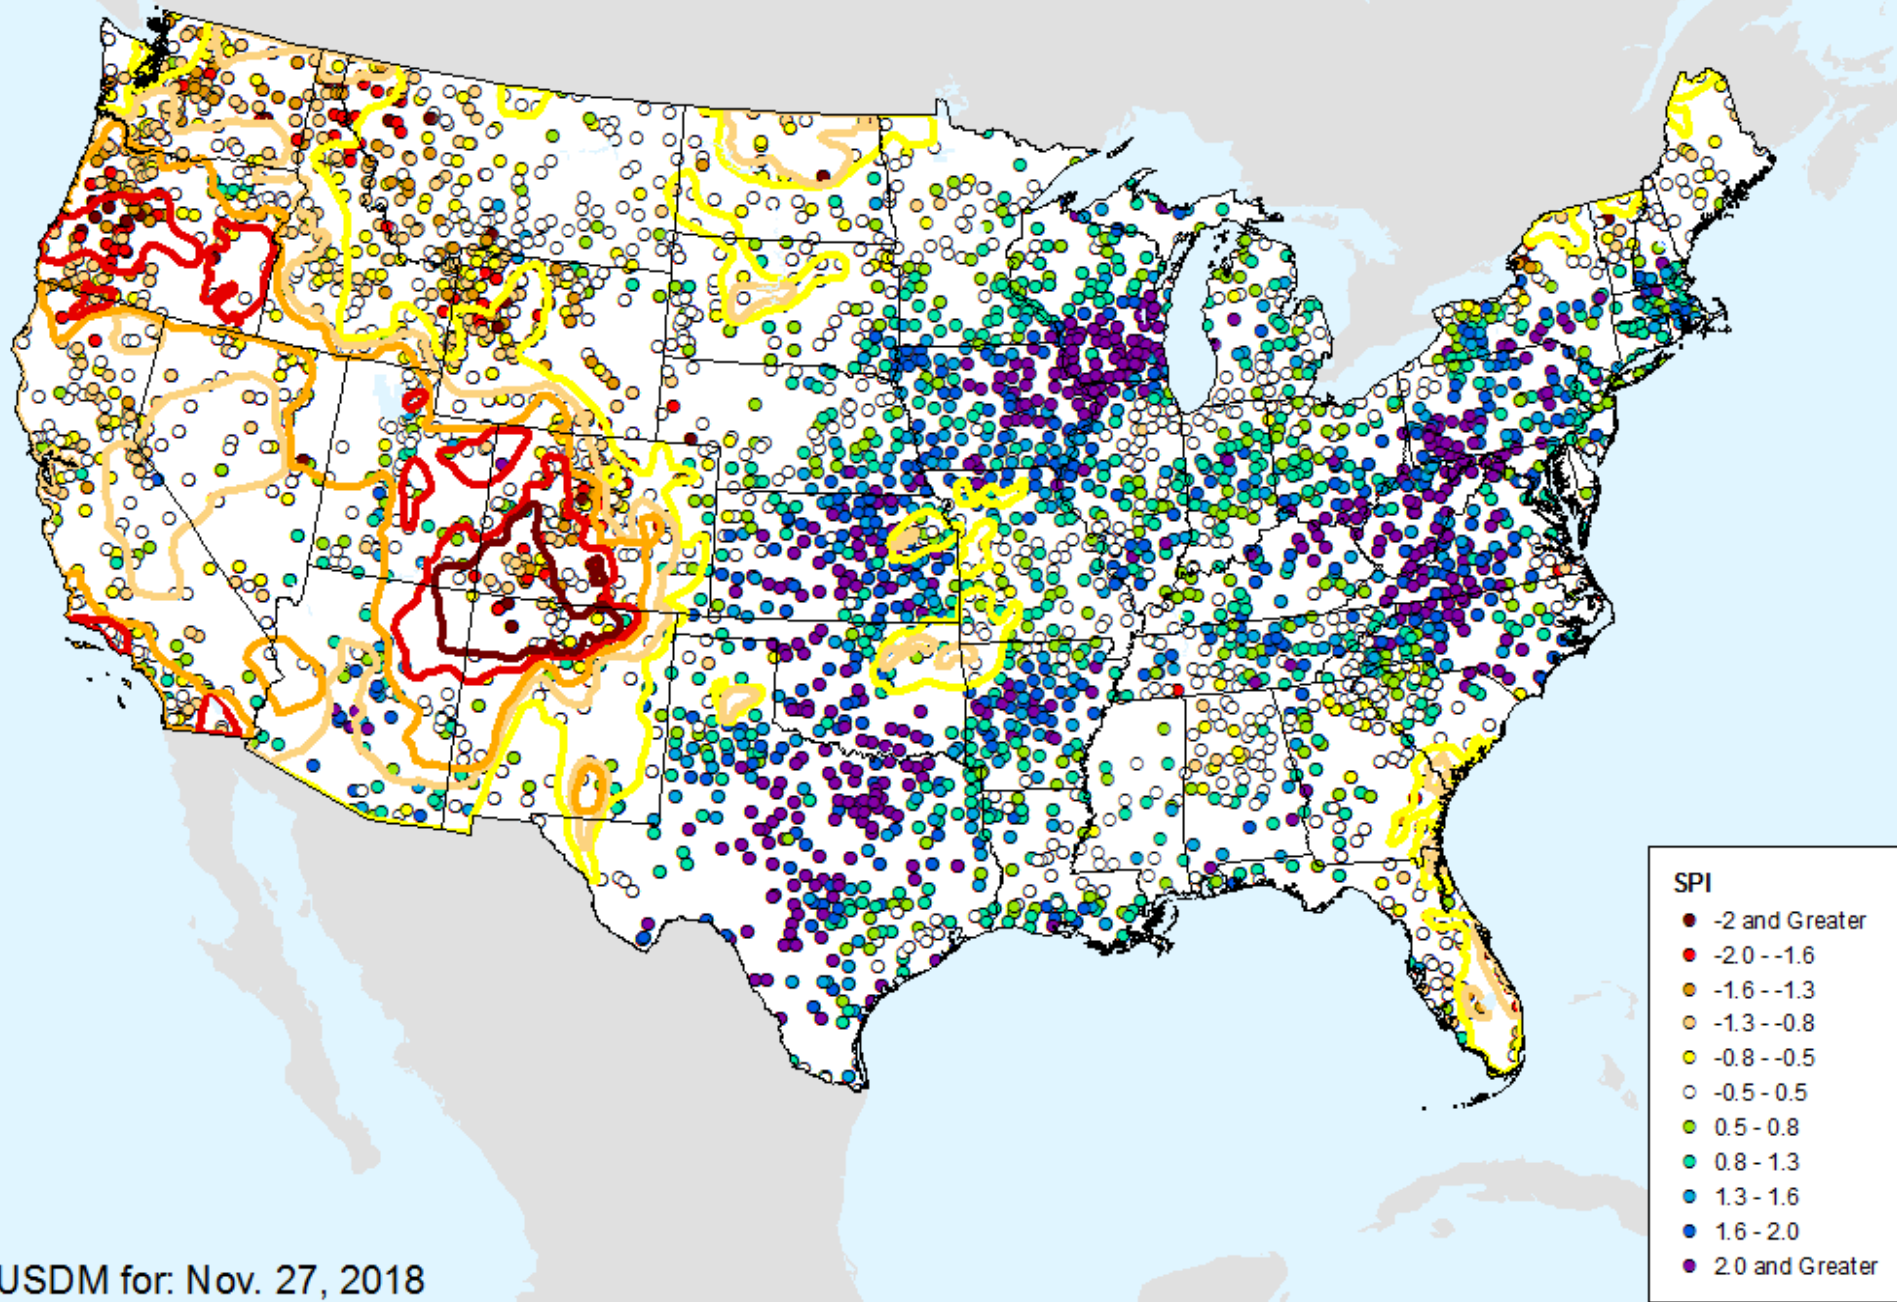 SPI
-2 and Greater
-2.0 - -1.6
-1.6 - -1.3
-1.3 - -0.8
-0.8 - -0.5
-0.5 - 0.5
0.5 - 0.8
0.8 - 1.3
1.3 - 1.6
1.6 - 2.0
2.0 and Greater
USDM for: Nov. 27, 2018